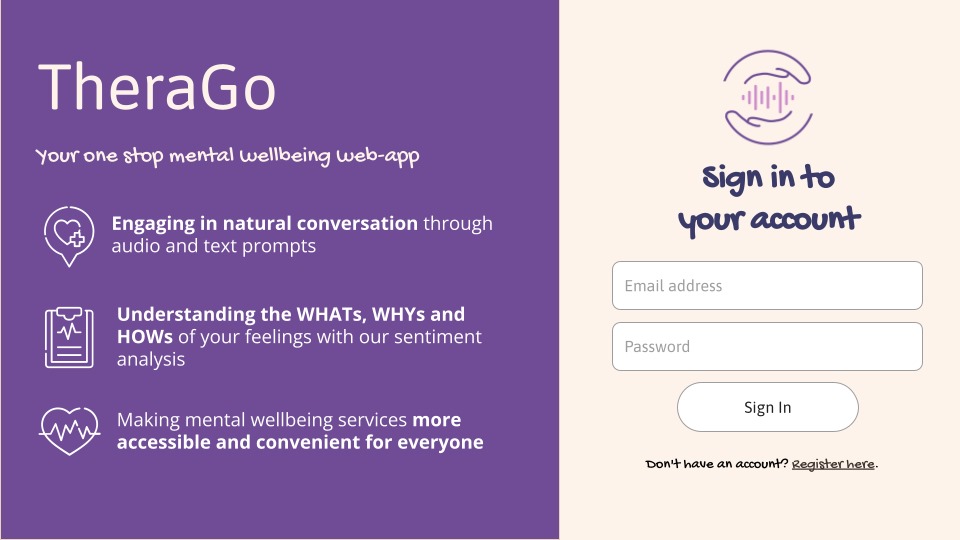 TheraGo
Your one stop mental wellbeing web-app
Engaging in natural conversation through
audio and text prompts
Understanding the WHATs, WHYs and
HOWs of your feelings with our sentiment
analysis
Making mental wellbeing services more
accessible and convenient for everyone
Sign in to
your account
Email address
Password
Sign In
Don't have an account? Register here.